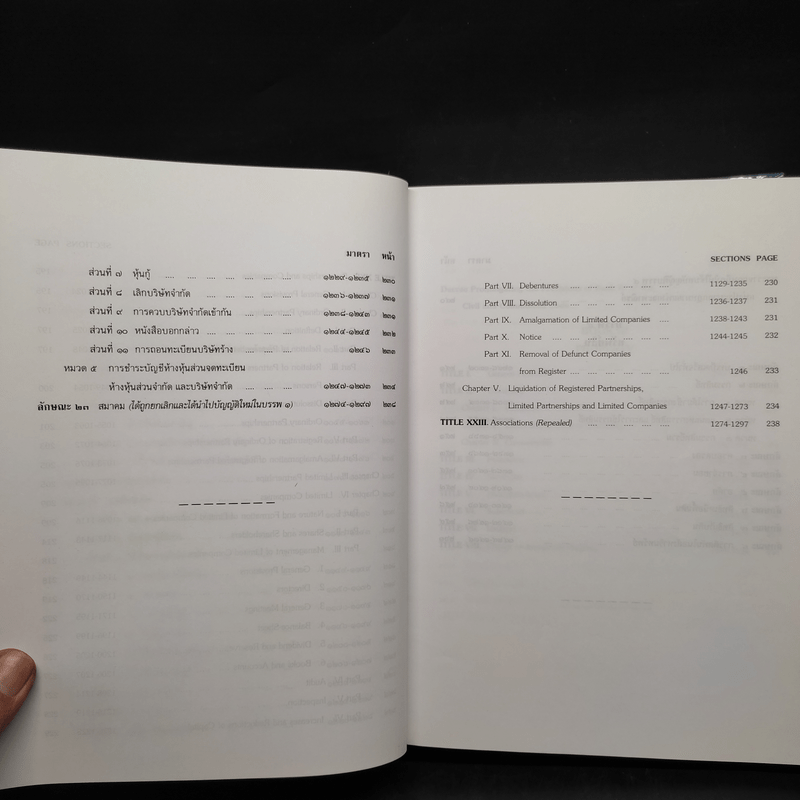 มาตรา หน้า
ส่วนที่ ๗ หุ้นกู้ .... .... .... .... .... .... .... ๑๒๒๙-๑๒๓๕ ๒๓๐
ส่วนที่ ๘ เลิกบริษัทจำกัด .... .... .... .... .... ๑๒๓๖-๑๒๓๗ ๒๓๑
ส่วนที่ ๙ การควบบริษัทจำกัดเข้ากัน .... .... .... ๑๒๓๘-๑๒๔๓ ๒๓๑
ส่วนที่ ๑๐ หนังสือบอกกล่าว .... .... .... .... ๑๒๔๔-๑๒๔๕ ๒๓๒
ส่วนที่ ๑๑ การถอนทะเบียนบริษัทร้าง .... .... .... ๑๒๔๖ ๒๓๓
หมวด ๕ การชำระบัญชีห้างหุ้นส่วนจดทะเบียน
ห้างหุ้นส่วนจำกัด และบริษัทจำกัด .... .... .... ๑๒๔๗-๑๒๗๓ ๒๓๔
ลักษณะ ๒๓ สมาคม (ได้ถูกยกเลิกและได้นำไปบัญญัติใหม่ในบรรพ ๑) ๑๒๗๔-๑๒๙๗ ๒๓๘
SECTIONS PAGE
Part VII. Debentures .... .... .... .... .... .... 1129-1235 230
Part VIII. Dissolution .... .... .... .... .... .... 1236-1237 231
Part IX. Amalgamation of Limited Companies .... .... 1238-1243 231
Part X. Notice .... .... .... .... .... .... 1244-1245 232
Part XI. Removal of Defunct Companies
from Register .... .... .... .... .... 1246 233
Chapter V. Liquidation of Registered Partnerships,
Limited Partnerships and Limited Companies 1247-1273 234
TITLE XXIII. Associations (Repealed) .... .... .... .... .... 1274-1297 238